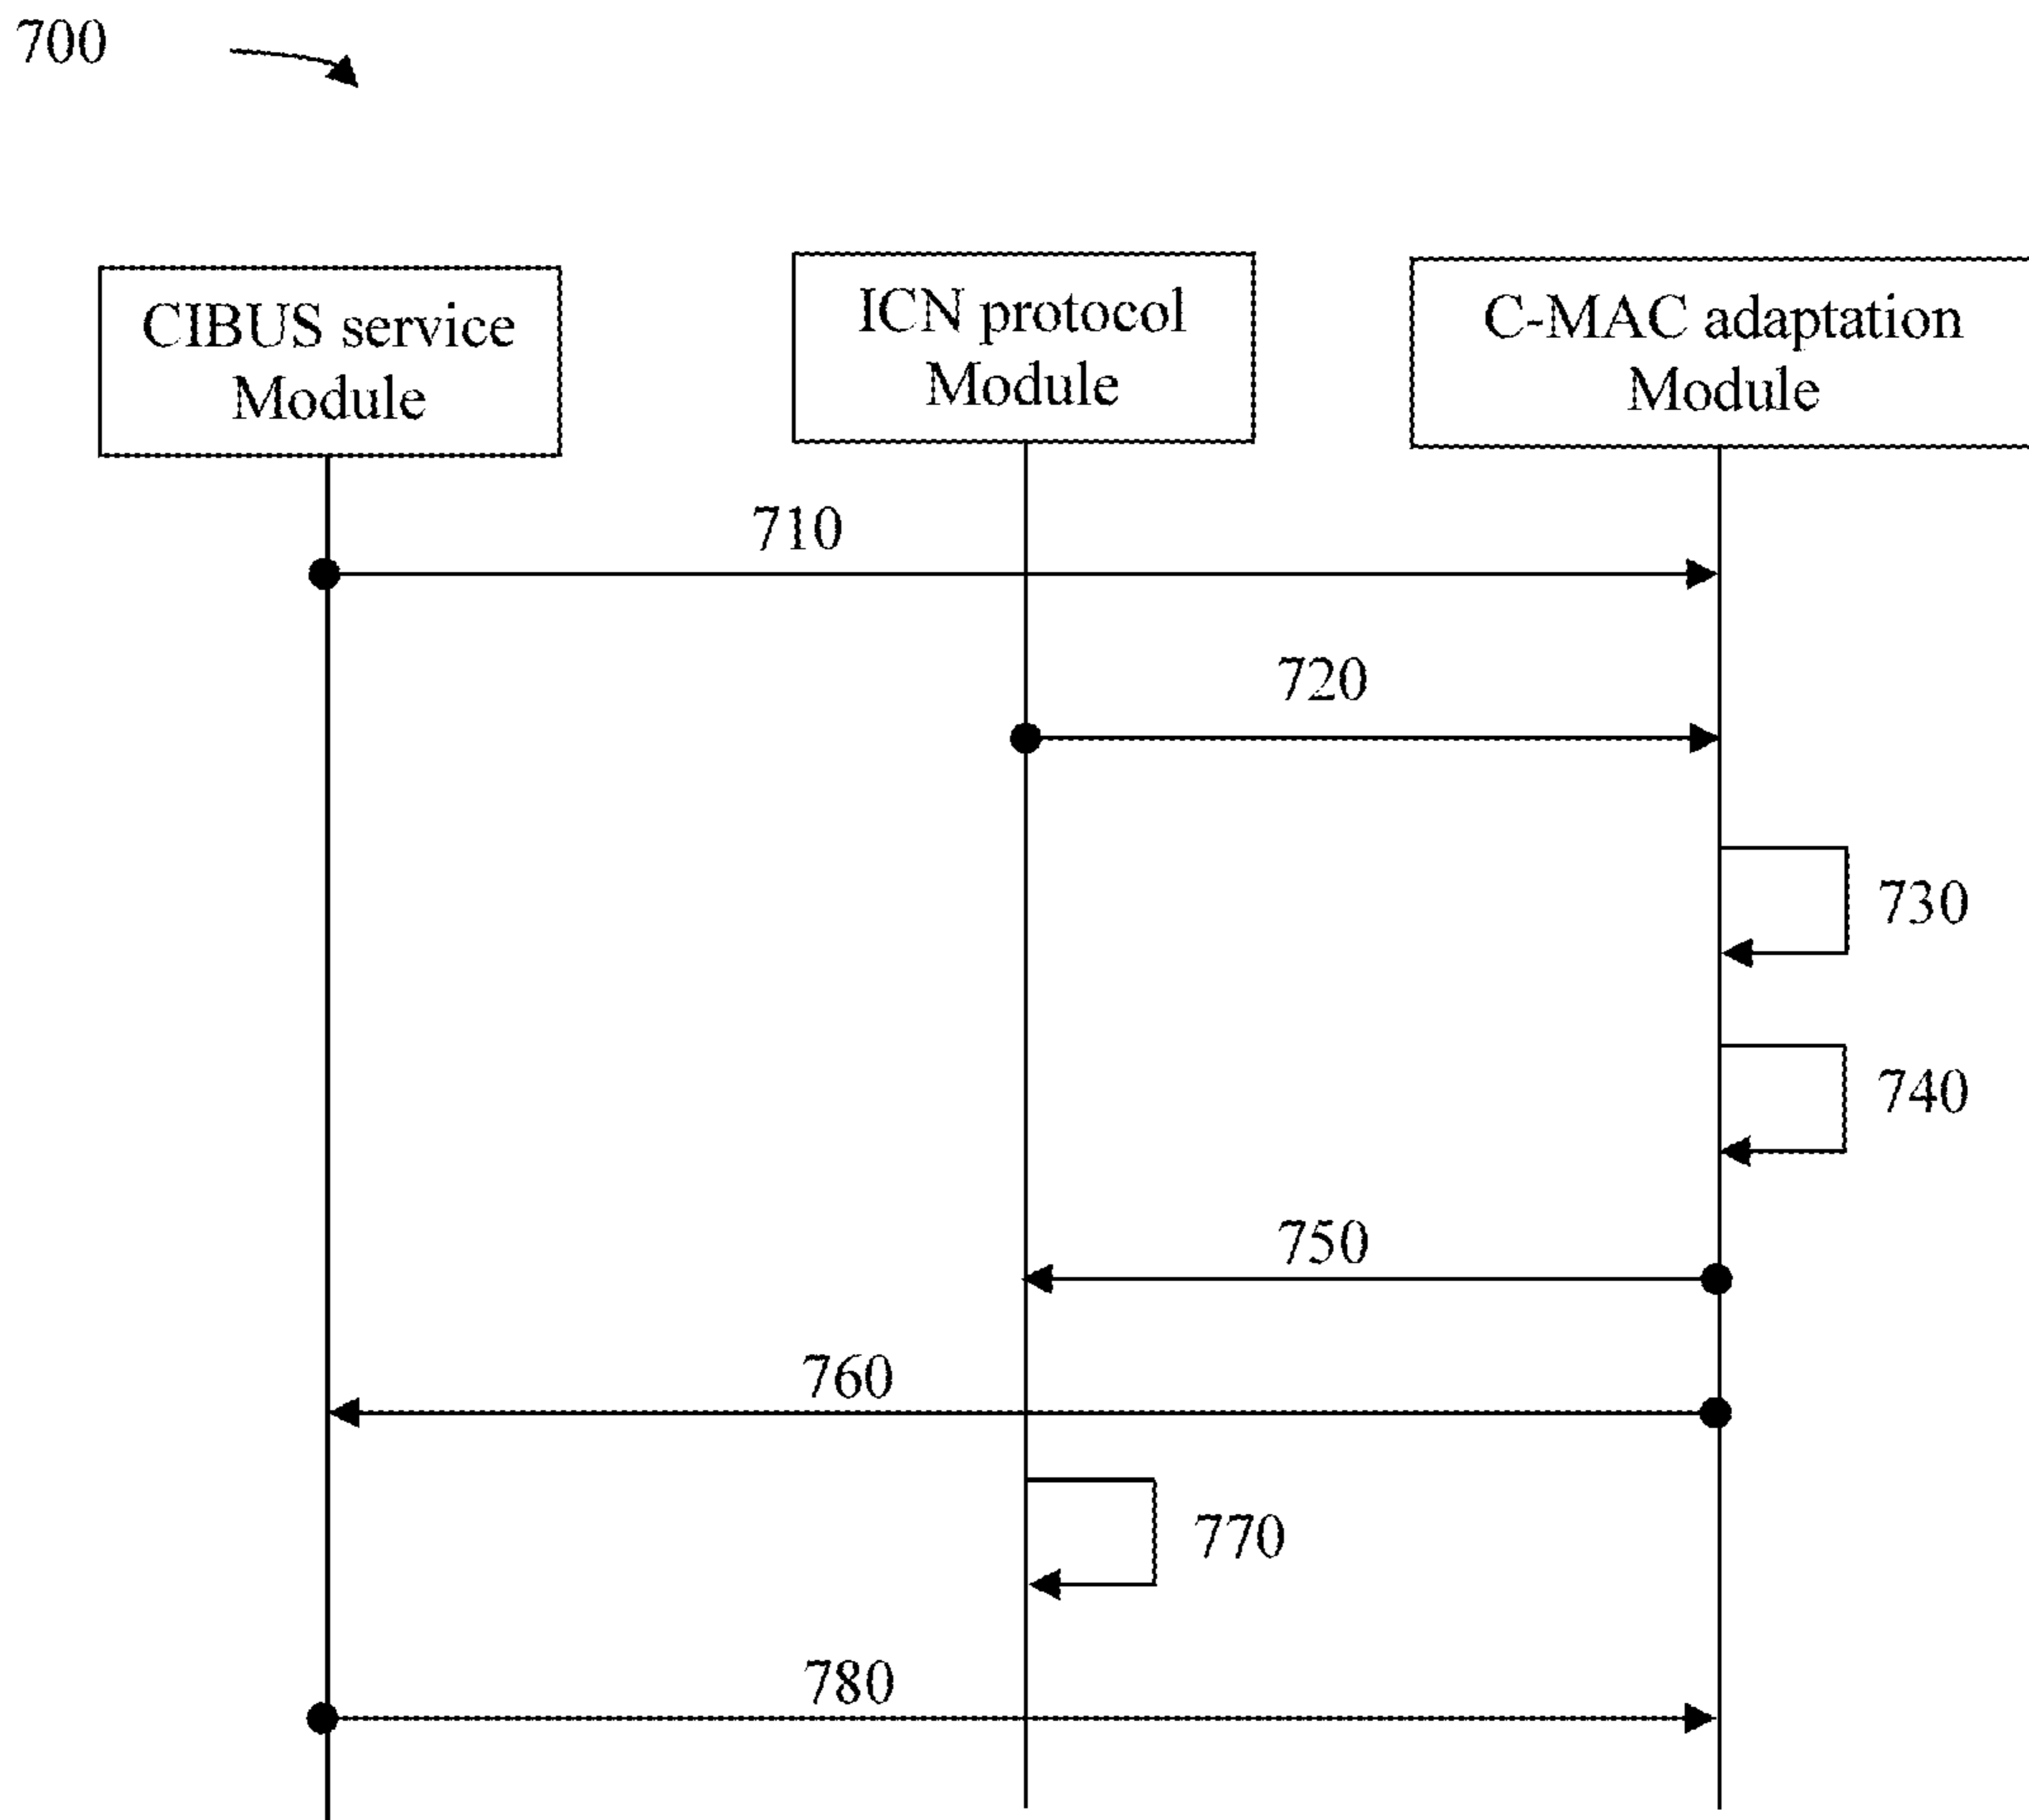 700
CIBUS service
Module
ICN protocol
Module
C-MAC adaptation
Module
710
720
730
740
750
760
770
780